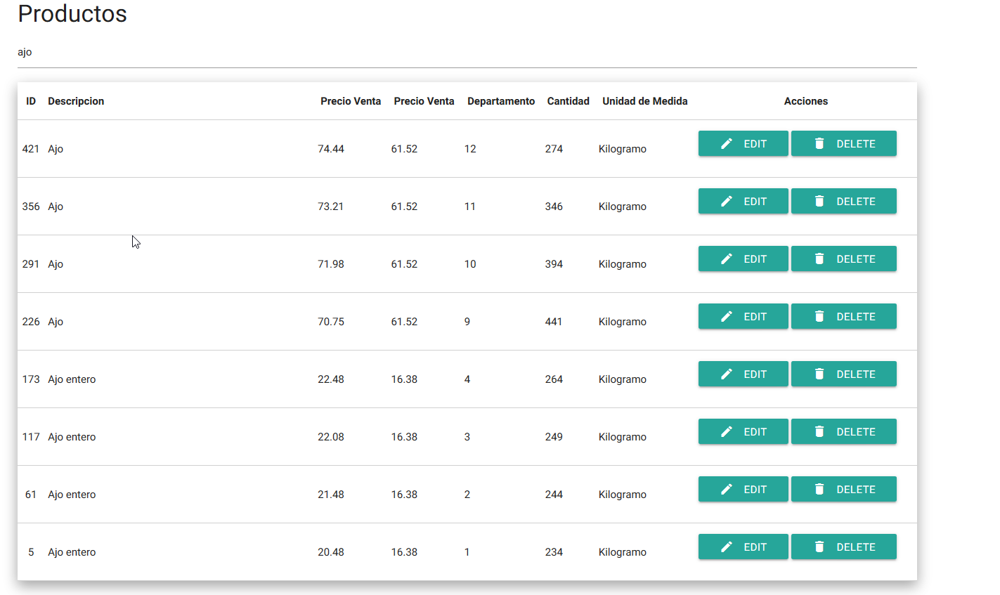 Productos
ajo
ID Descripcion Precio Venta Precio Venta Departamento Cantidad Unidad de Medida Acciones
421 Ajo 74.44 61.52 12 274 Kilogramo EDIT DELETE
356 Ajo 73.21 61.52 11 346 Kilogramo EDIT DELETE
291 Ajo 71.98 61.52 10 394 Kilogramo EDIT DELETE
226 Ajo 70.75 61.52 9 441 Kilogramo EDIT DELETE
173 Ajo entero 22.48 16.38 4 264 Kilogramo EDIT DELETE
117 Ajo entero 22.08 16.38 3 249 Kilogramo EDIT DELETE
61 Ajo entero 21.48 16.38 2 244 Kilogramo EDIT DELETE
5 Ajo entero 20.48 16.38 1 234 Kilogramo EDIT DELETE